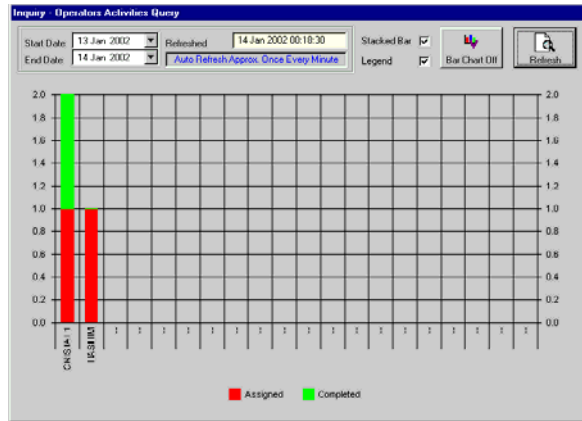 Inquiry - Operators Activities Query
Start Date: 13 Jan 2002 Refreshed 14 Jan 2002 00:18:30 Stacked Bar
End Date: 14 Jan 2002 Auto Refresh Approx. Once Every Minute Legend Bar Chart Off Refresh
2.0 2.0
1.8 1.8
1.6 1.6
1.4 1.4
1.2 1.2
1.0 1.0
0.8 0.8
0.6 0.6
0.4 0.4
0.2 0.2
0.0 0.0
HASHIM
Assigned Completed